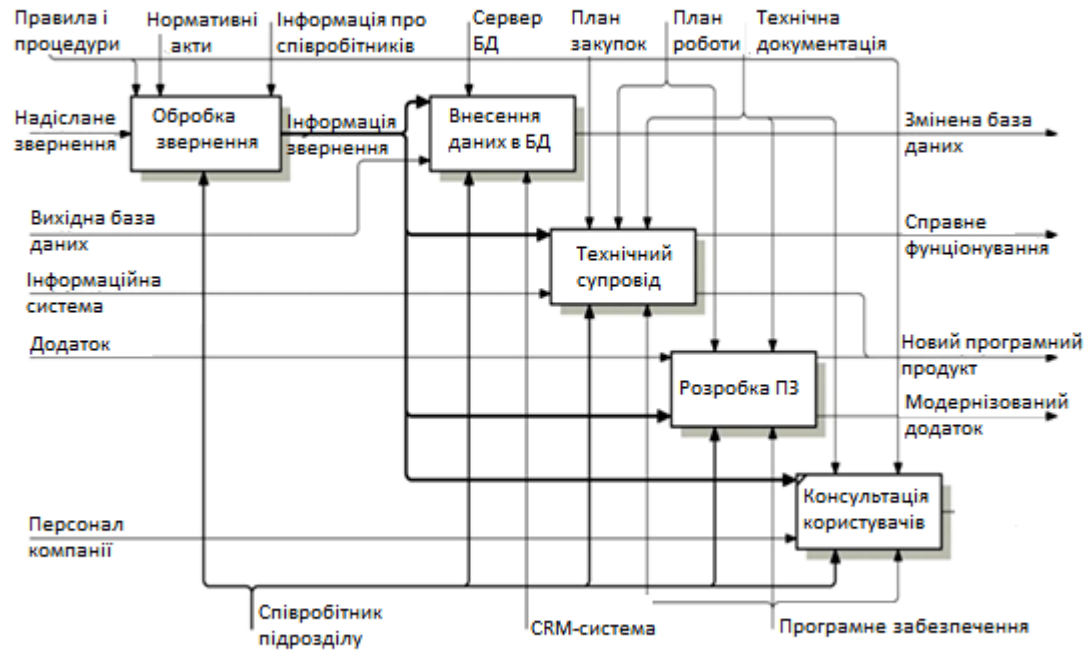 Правила і
процедури
Нормативні
акти
Інформація про
співробітників
Сервер
БД
План
закупок
План
роботи
Технічна
документація
Надіслане
звернення
Обробка
звернення
Інформація
звернення
Внесення
даних в БД
Змінена база
даних
Вихідна база
даних
Технічний
супровід
Справне
фунціонування
Інформаційна
система
Додаток
Розробка ПЗ
Новий програмний
продукт
Модернізований
додаток
Консультація
користувачів
Персонал
компанії
Співробітник
підрозділу
CRM-система
Програмне забезпечення